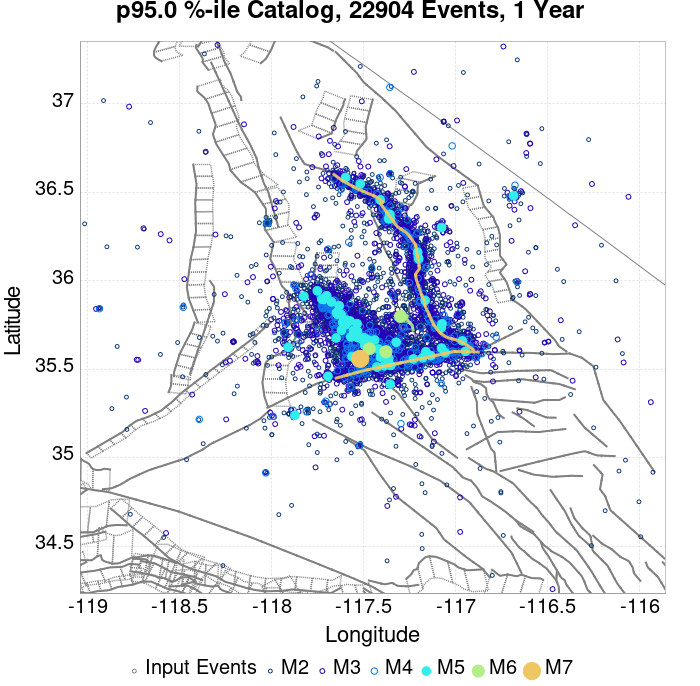 p95.0 %-ile Catalog, 22904 Events, 1 Year
37
36.5
36
35.5
35
34.5
Latitude
-119 -118.5 -118 -117.5 -117 -116.5 -116
Longitude
Input Events M2 M3 M4 M5 M6 M7